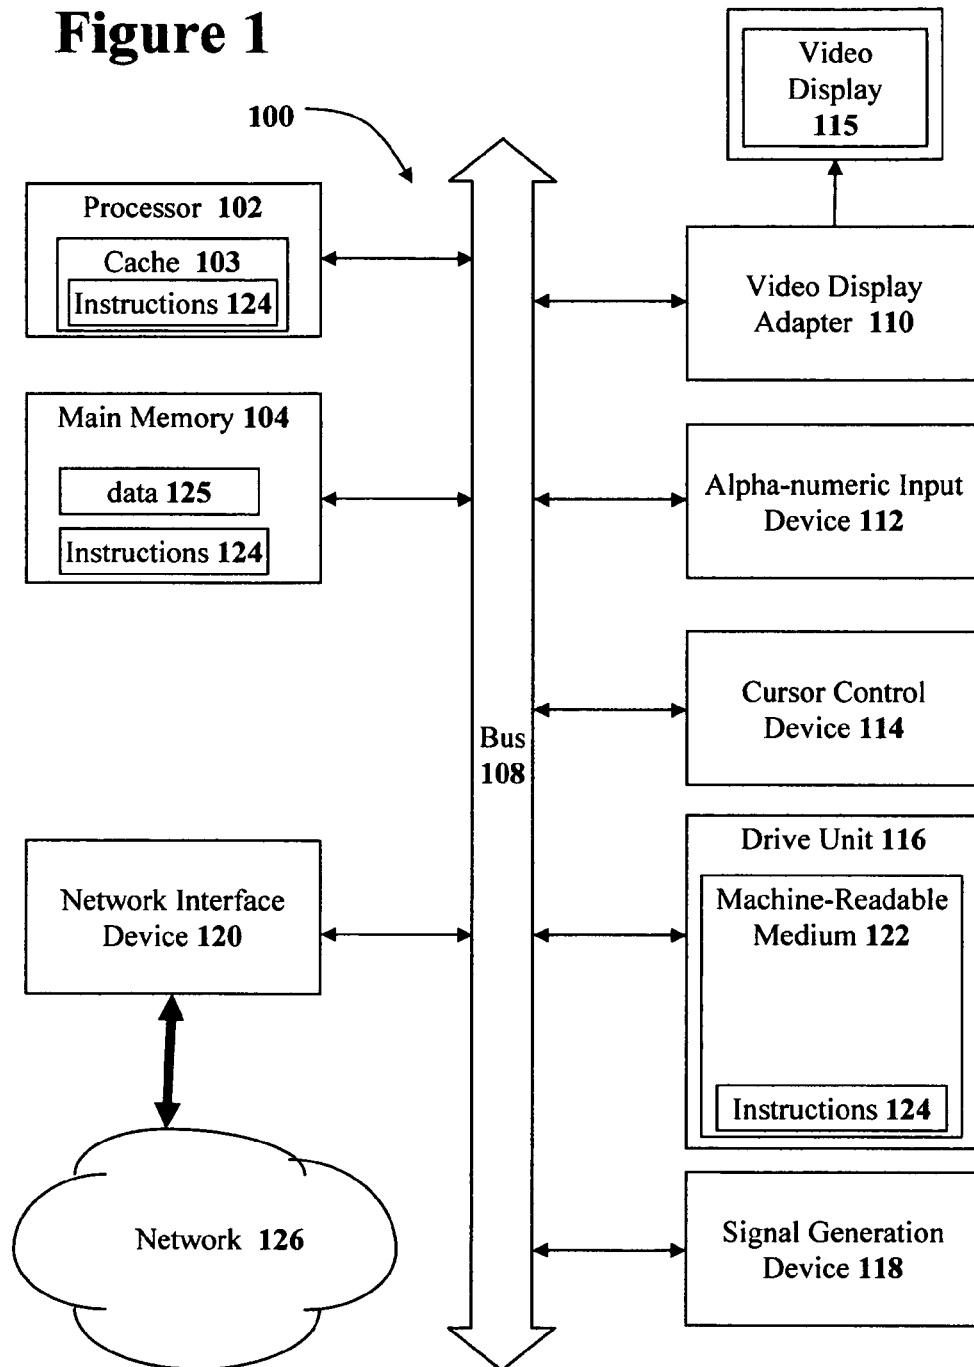 Figure 1
100
Video
Display
115
Processor 102
Cache 103
Instructions 124
Video Display
Adapter 110
Main Memory 104
data 125
Instructions 124
Alpha-numeric Input
Device 112
Cursor Control
Device 114
Bus
108
Network Interface
Device 120
Drive Unit 116
Machine-Readable
Medium 122
Instructions 124
Network 126
Signal Generation
Device 118